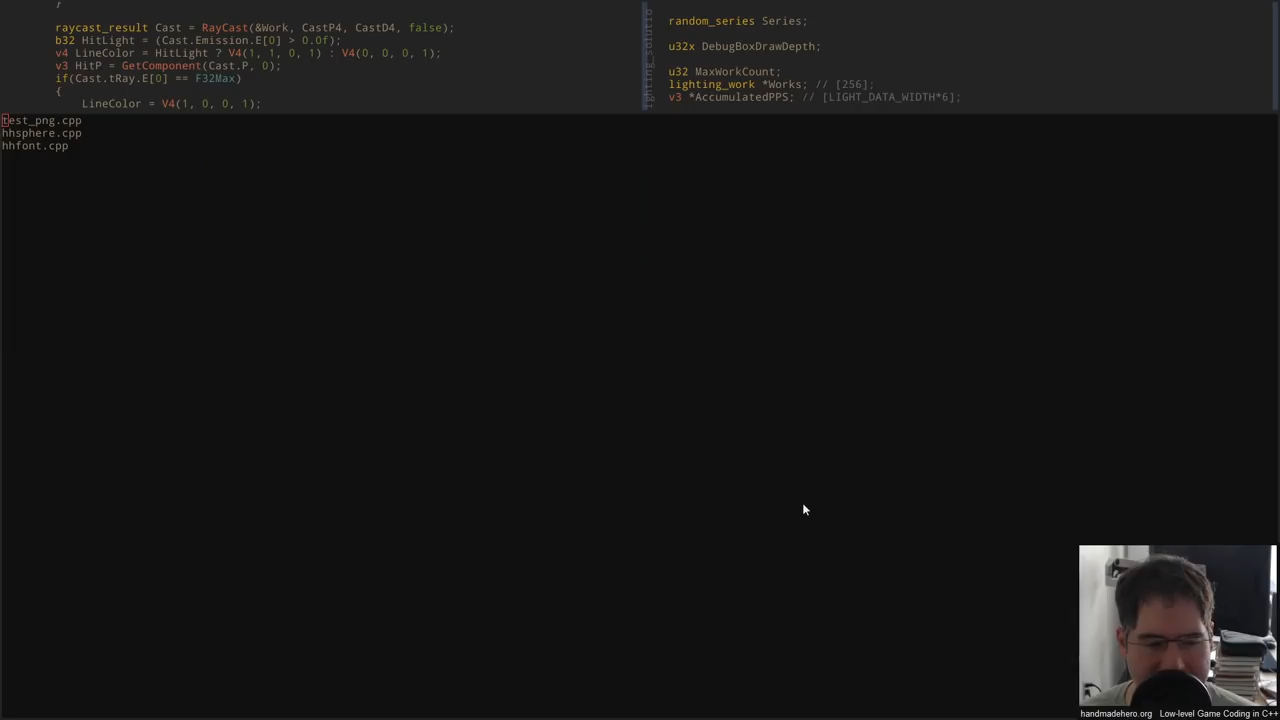 }
raycast_result Cast = RayCast(&Work, CastP4, CastD4, false);
b32 HitLight = (Cast.Emission.E[0] > 0.0f);
v4 LineColor = HitLight ? V4(1, 1, 0, 1) : V4(0, 0, 0, 1);
v3 HitP = GetComponent(Cast.P, 0);
if(Cast.tRay.E[0] == F32Max)
{
LineColor = V4(1, 0, 0, 1);
random_series Series;
u32x DebugBoxDrawDepth;
u32 MaxWorkCount;
lighting_work *Works; // [256];
v3 *AccumulatedPPS; // [LIGHT_DATA_WIDTH*6];
test_png.cpp
hhsphere.cpp
hhfont.cpp
handmadehero.org Low-level Game Coding in C++